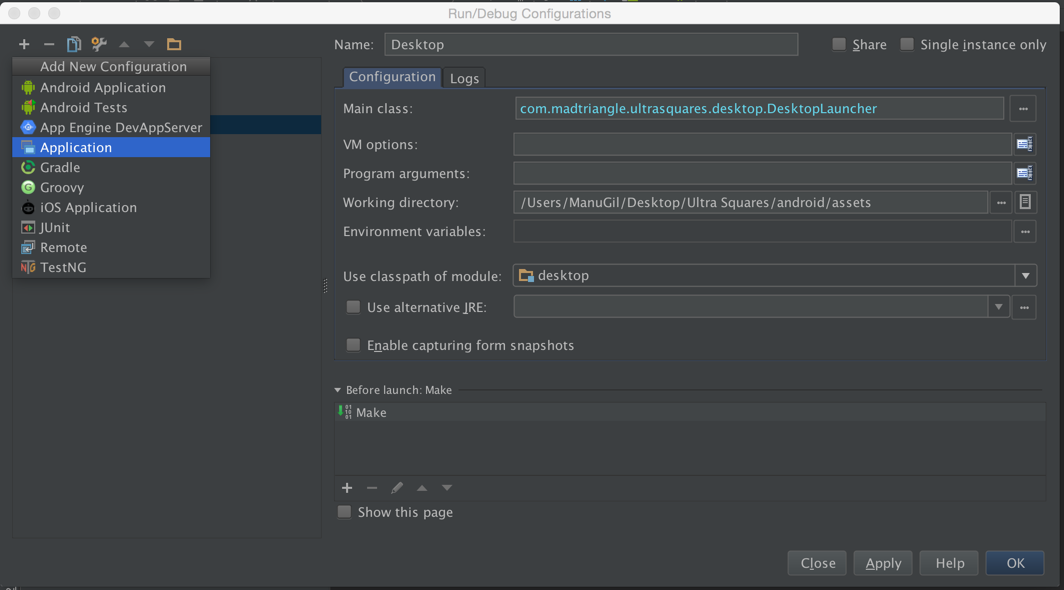 Run/Debug Configurations
Add New Configuration
Android Application
Android Tests
App Engine DevAppServer
Application
Gradle
Groovy
iOS Application
JUnit
Remote
TestNG
Name: Desktop
Share
Single instance only
Configuration
Logs
Main class: com.madtriangle.ultrasquares.desktop.DesktopLauncher
VM options:
Program arguments:
Working directory: /Users/ManuGil/Desktop/Ultra Squares/android/assets
Environment variables:
Use classpath of module: desktop
Use alternative JRE:
Enable capturing form snapshots
Before launch: Make
Make
Show this page
Close
Apply
Help
OK